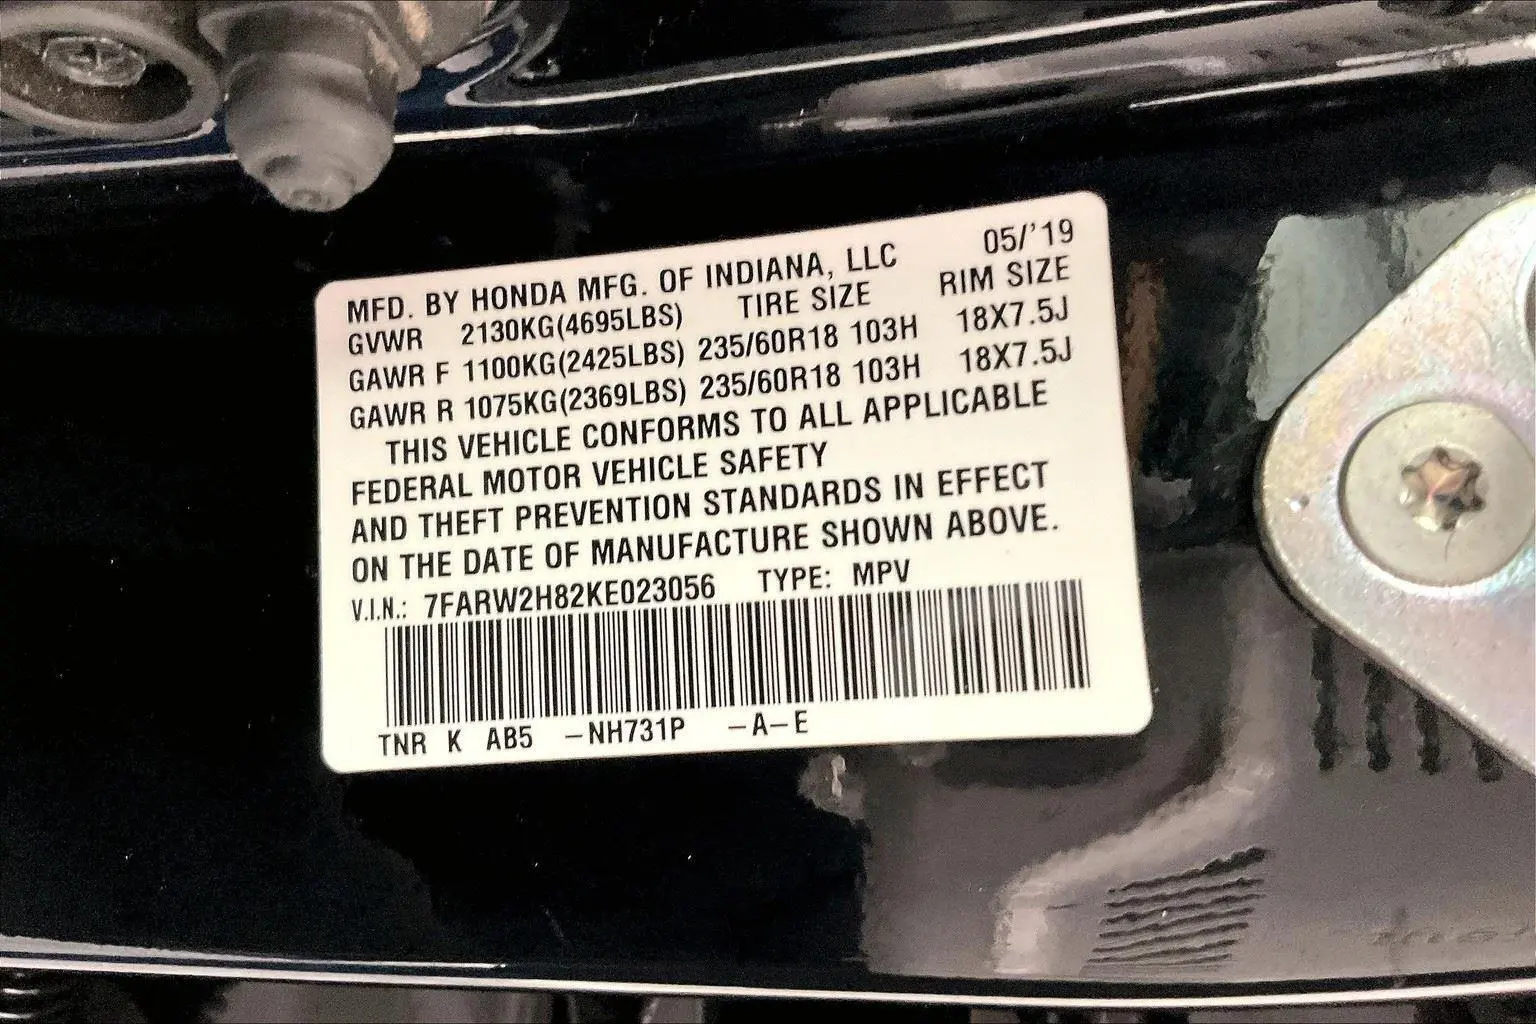 MFD. BY HONDA MFG. OF INDIANA, LLC 05/'19
GVWR 2130KG(4695LBS) TIRE SIZE RIM SIZE
GAWR F 1100KG(2425LBS) 235/60R18 103H 18X7.5J
GAWR R 1075KG(2369LBS) 235/60R18 103H 18X7.5J
THIS VEHICLE CONFORMS TO ALL APPLICABLE
FEDERAL MOTOR VEHICLE SAFETY
AND THEFT PREVENTION STANDARDS IN EFFECT
ON THE DATE OF MANUFACTURE SHOWN ABOVE.
V.I.N.: 7FARW2H82KE023056 TYPE: MPV
TNR K AB5 –NH731P –A–E